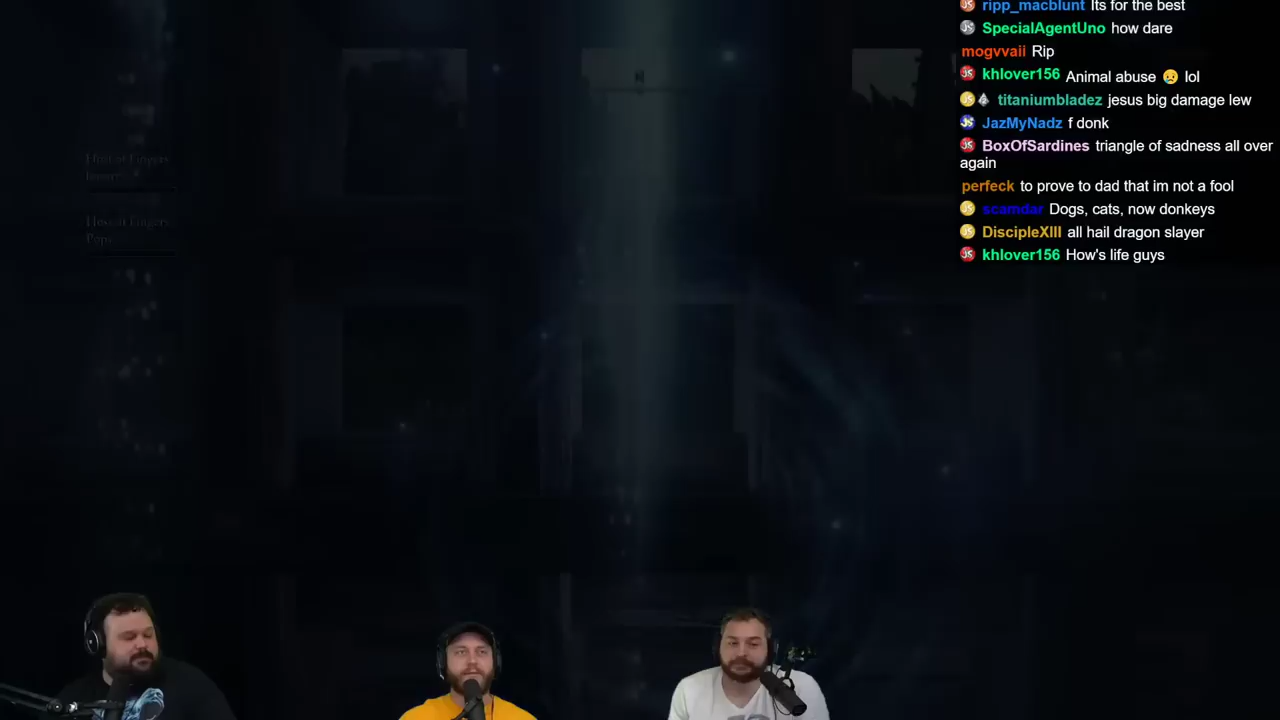 ripp_macblunt Its for the best
SpecialAgentUno how dare
mogvvaii Rip
khlover156 Animal abuse 😥 lol
titaniumbladez jesus big damage lew
JazMyNadz f donk
BoxOfSardines triangle of sadness all over
again
perfeck to prove to dad that im not a fool
scamdar Dogs, cats, now donkeys
DiscipleXIII all hail dragon slayer
khlover156 How's life guys
N